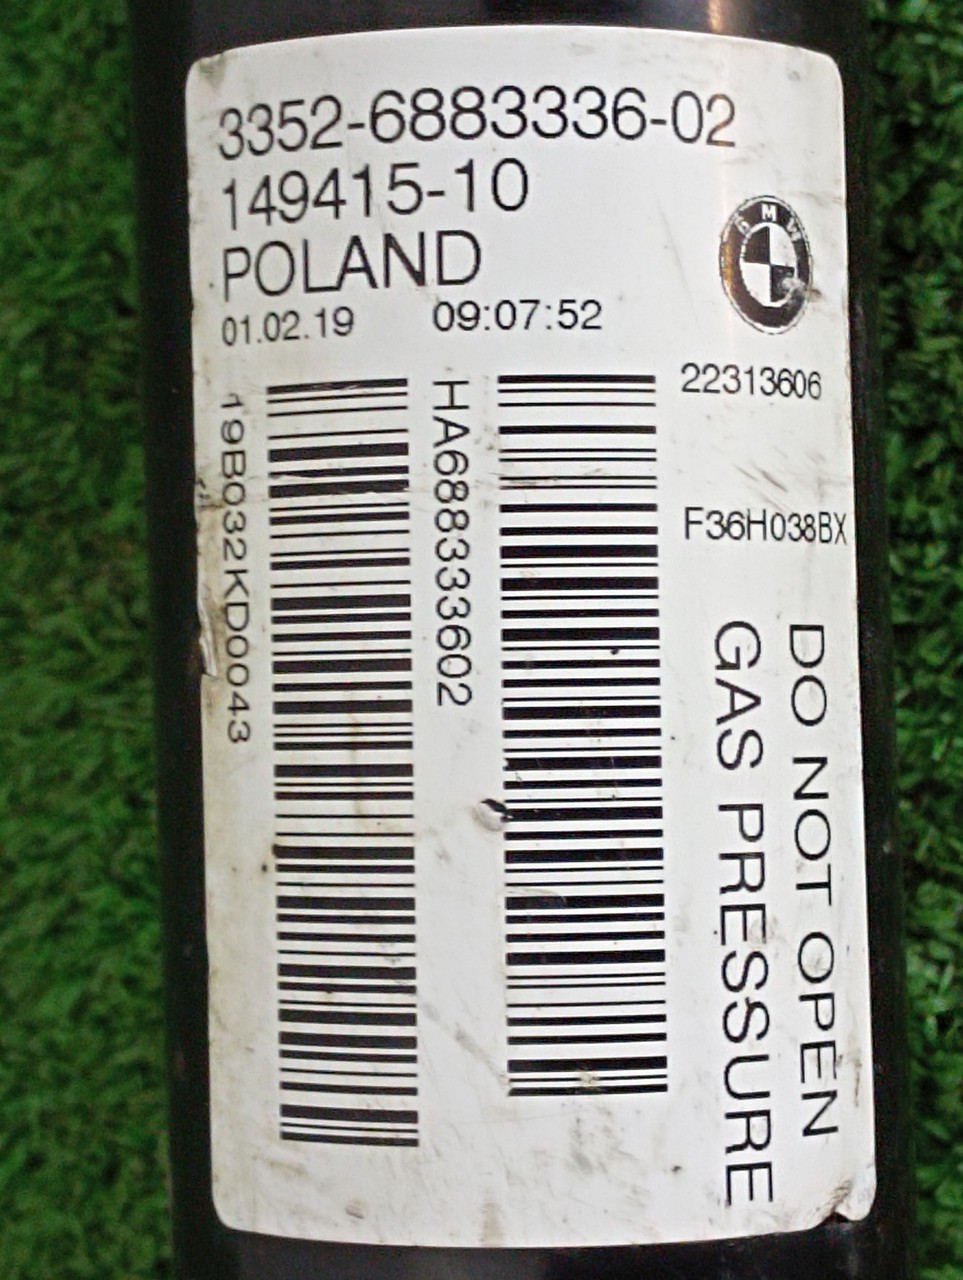 3352-6883336-02
149415-10
POLAND
01.02.19 09:07:52
BMW
22313606
F36H038BX
19B032KD0043
HA688333602
DO NOT OPEN
GAS PRESSURE